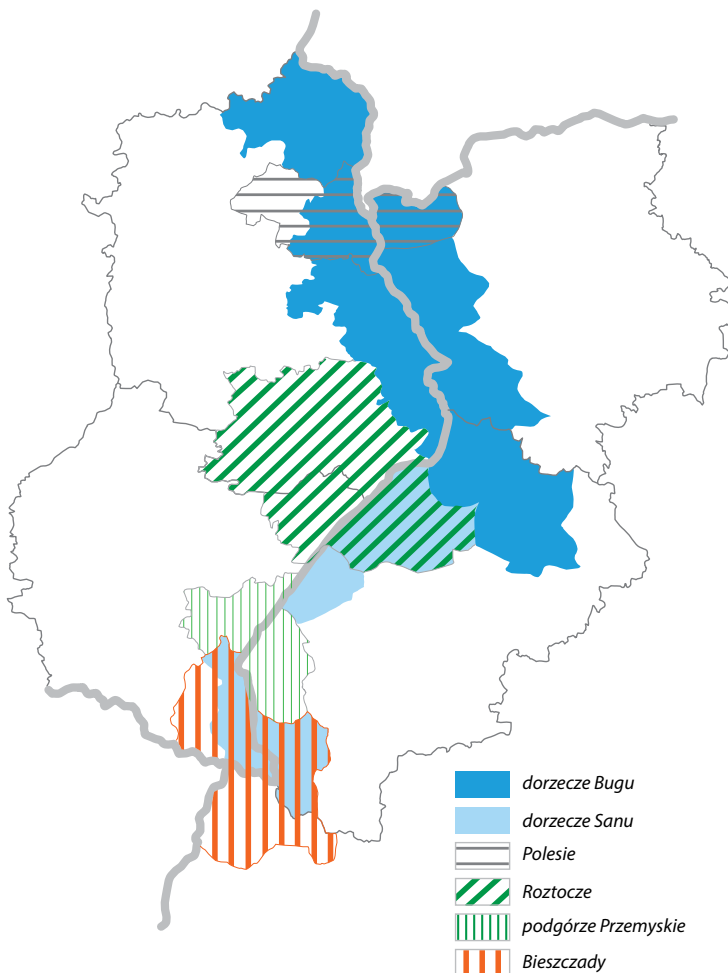 dorzecze Bugu
dorzecze Sanu
Polesie
Roztocze
podgórze Przemyskie
Bieszczady